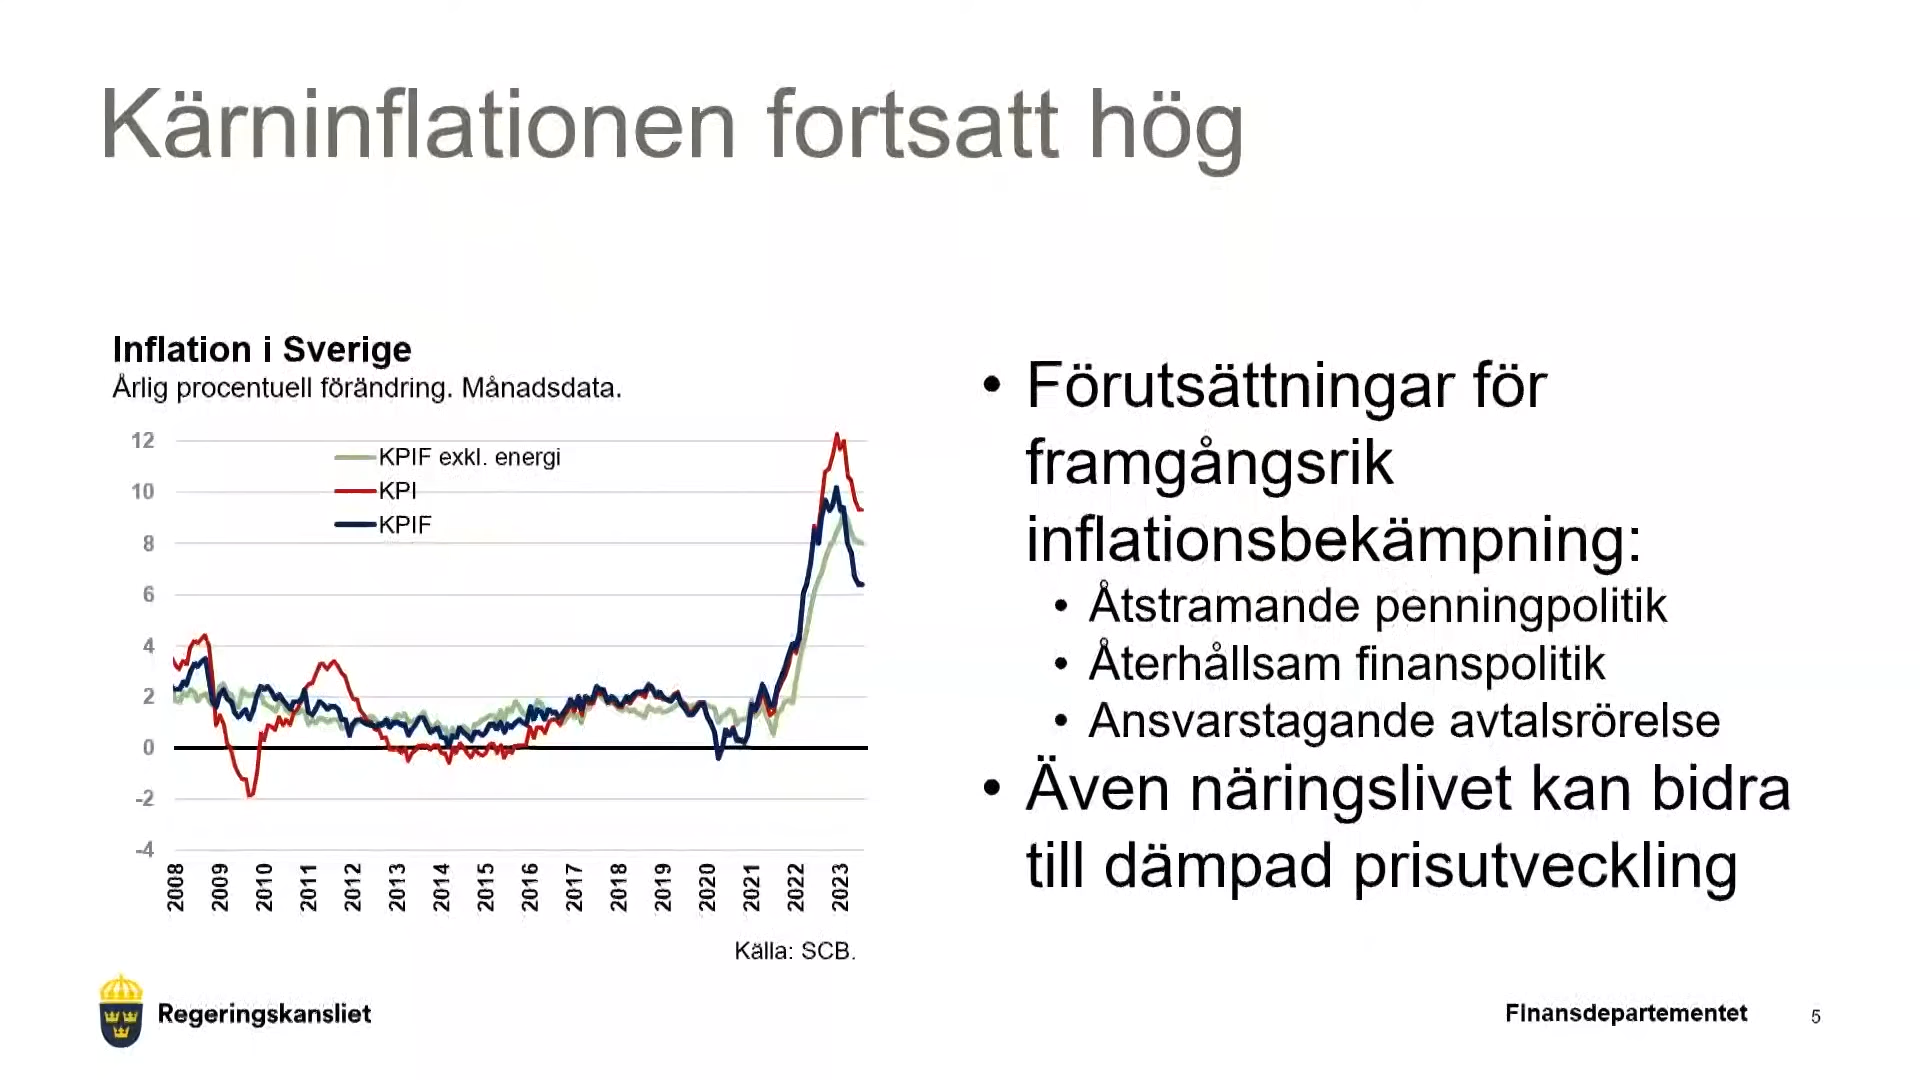 Kärninflationen fortsatt hög
Inflation i Sverige
Årlig procentuell förändring. Månadsdata.
12
10
8
6
4
2
0
-2
-4
KPIF exkl. energi
KPI
KPIF
2008 2009 2010 2011 2012 2013 2014 2015 2016 2017 2018 2019 2020 2021 2022 2023
Källa: SCB.
• Förutsättningar för
framgångsrik
inflationsbekämpning:
• Åtstramande penningpolitik
• Återhållsam finanspolitik
• Ansvarstagande avtalsrörelse
• Även näringslivet kan bidra
till dämpad prisutveckling
Regeringskansliet
Finansdepartementet
5